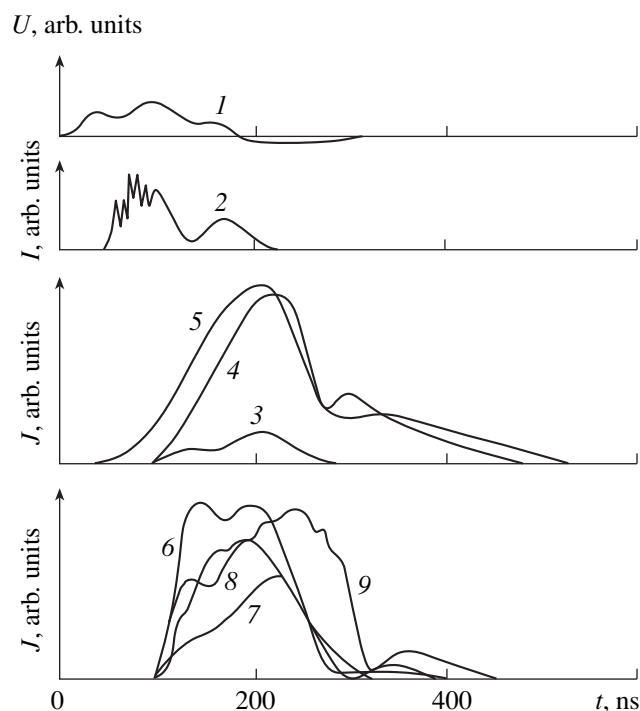 U, arb. units
1
I, arb. units
2
J, arb. units
5
4
3
J, arb. units
6
8
7
9
0 200 400 t, ns